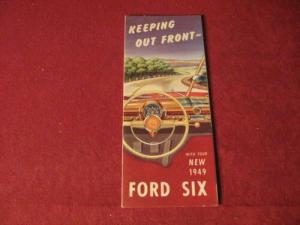 KEEPING
OUT FRONT-
WITH YOUR
NEW
1949
FORD SIX